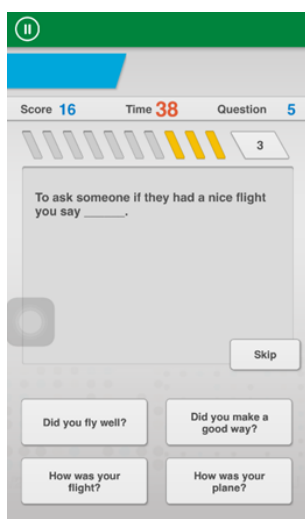 Score 16 Time 38 Question 5
3
To ask someone if they had a nice flight
you say ______.
Skip
Did you fly well?
Did you make a
good way?
How was your
flight?
How was your
plane?